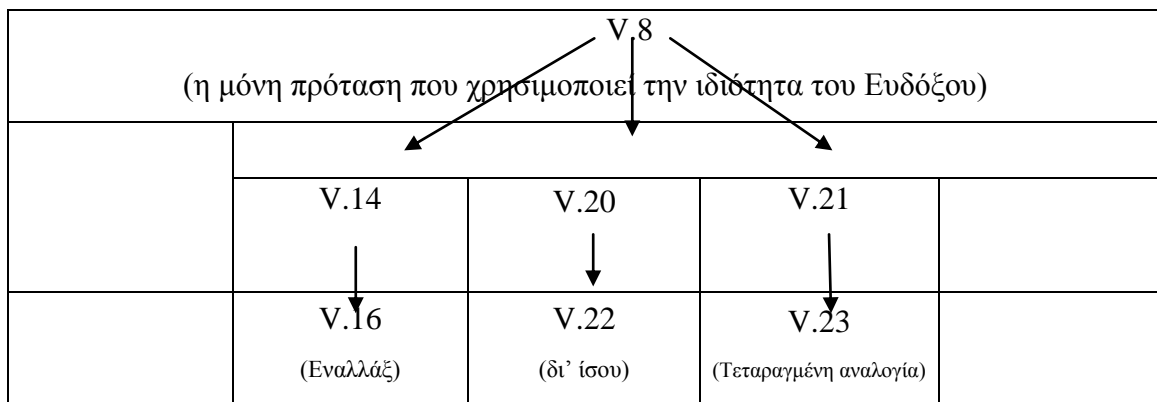 V.8
(η μόνη πρόταση που χρησιμοποιεί την ιδιότητα του Ευδόξου)
V.14 V.20 V.21
V.16 V.22 V.23
(Εναλλάξ) (δι’ ίσου) (Τεταραγμένη αναλογία)